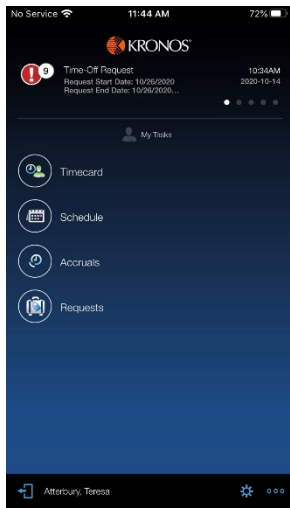 No Service 11:44 AM 72%
KRONOS
9 Time-Off Request 10:34AM
Request Start Date: 10/26/2020 2020-10-14
Request End Date: 10/26/2020...
My Tasks
Timecard
Schedule
Accruals
Requests
Atterbury, Teresa